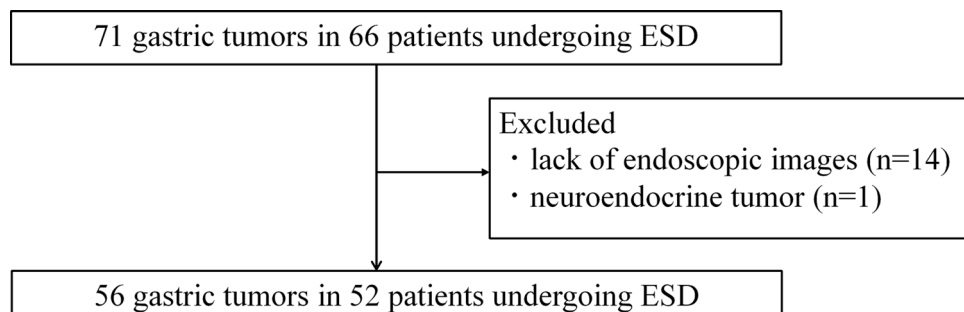 71 gastric tumors in 66 patients undergoing ESD
Excluded
・lack of endoscopic images (n=14)
・neuroendocrine tumor (n=1)
56 gastric tumors in 52 patients undergoing ESD